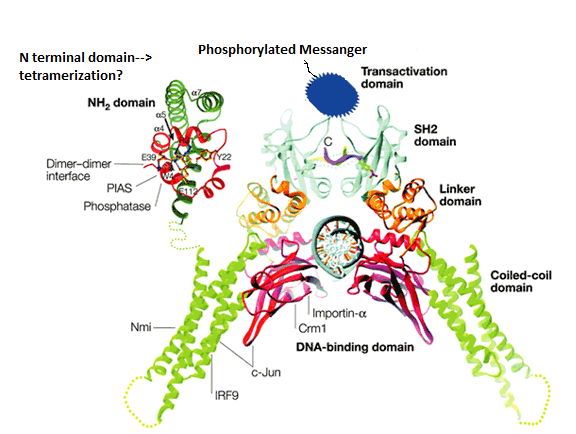 N terminal domain-->
tetramerization?
Phosphorylated Messanger
Transactivation
domain
NH2 domain
α7
α5
α4
E39
Y22
W4
E112
Dimer–dimer
interface
PIAS
Phosphatase
C
SH2
domain
Linker
domain
Coiled-coil
domain
Importin-α
Crm1
DNA-binding domain
Nmi
c-Jun
IRF9